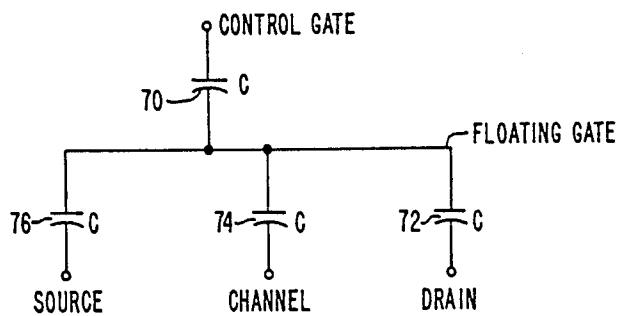 CONTROL GATE
C
70
FLOATING GATE
76 C
74 C
72 C
SOURCE
CHANNEL
DRAIN